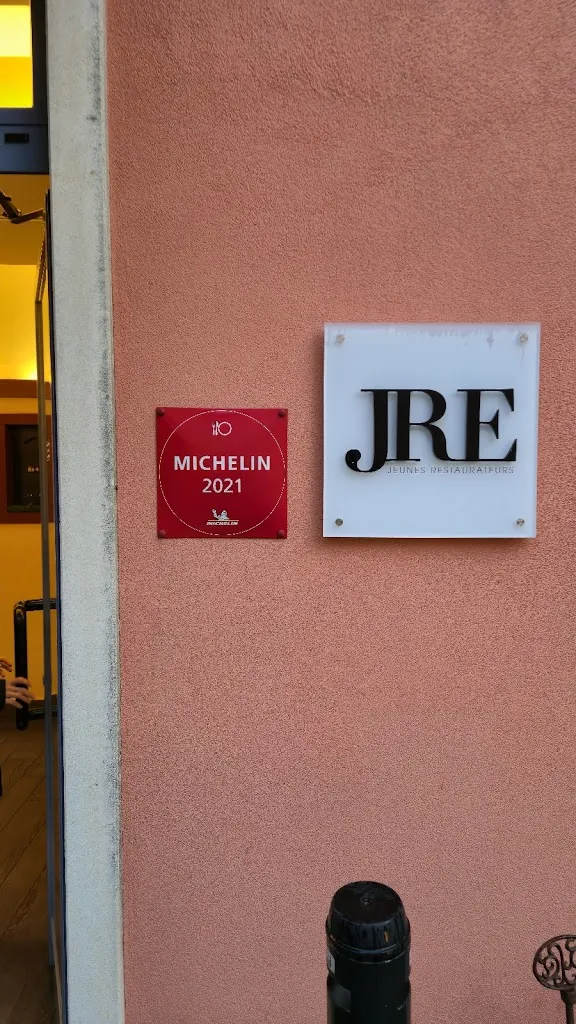 MICHELIN
2021
MICHELIN
JRE
JEUNES RESTAURATEURS